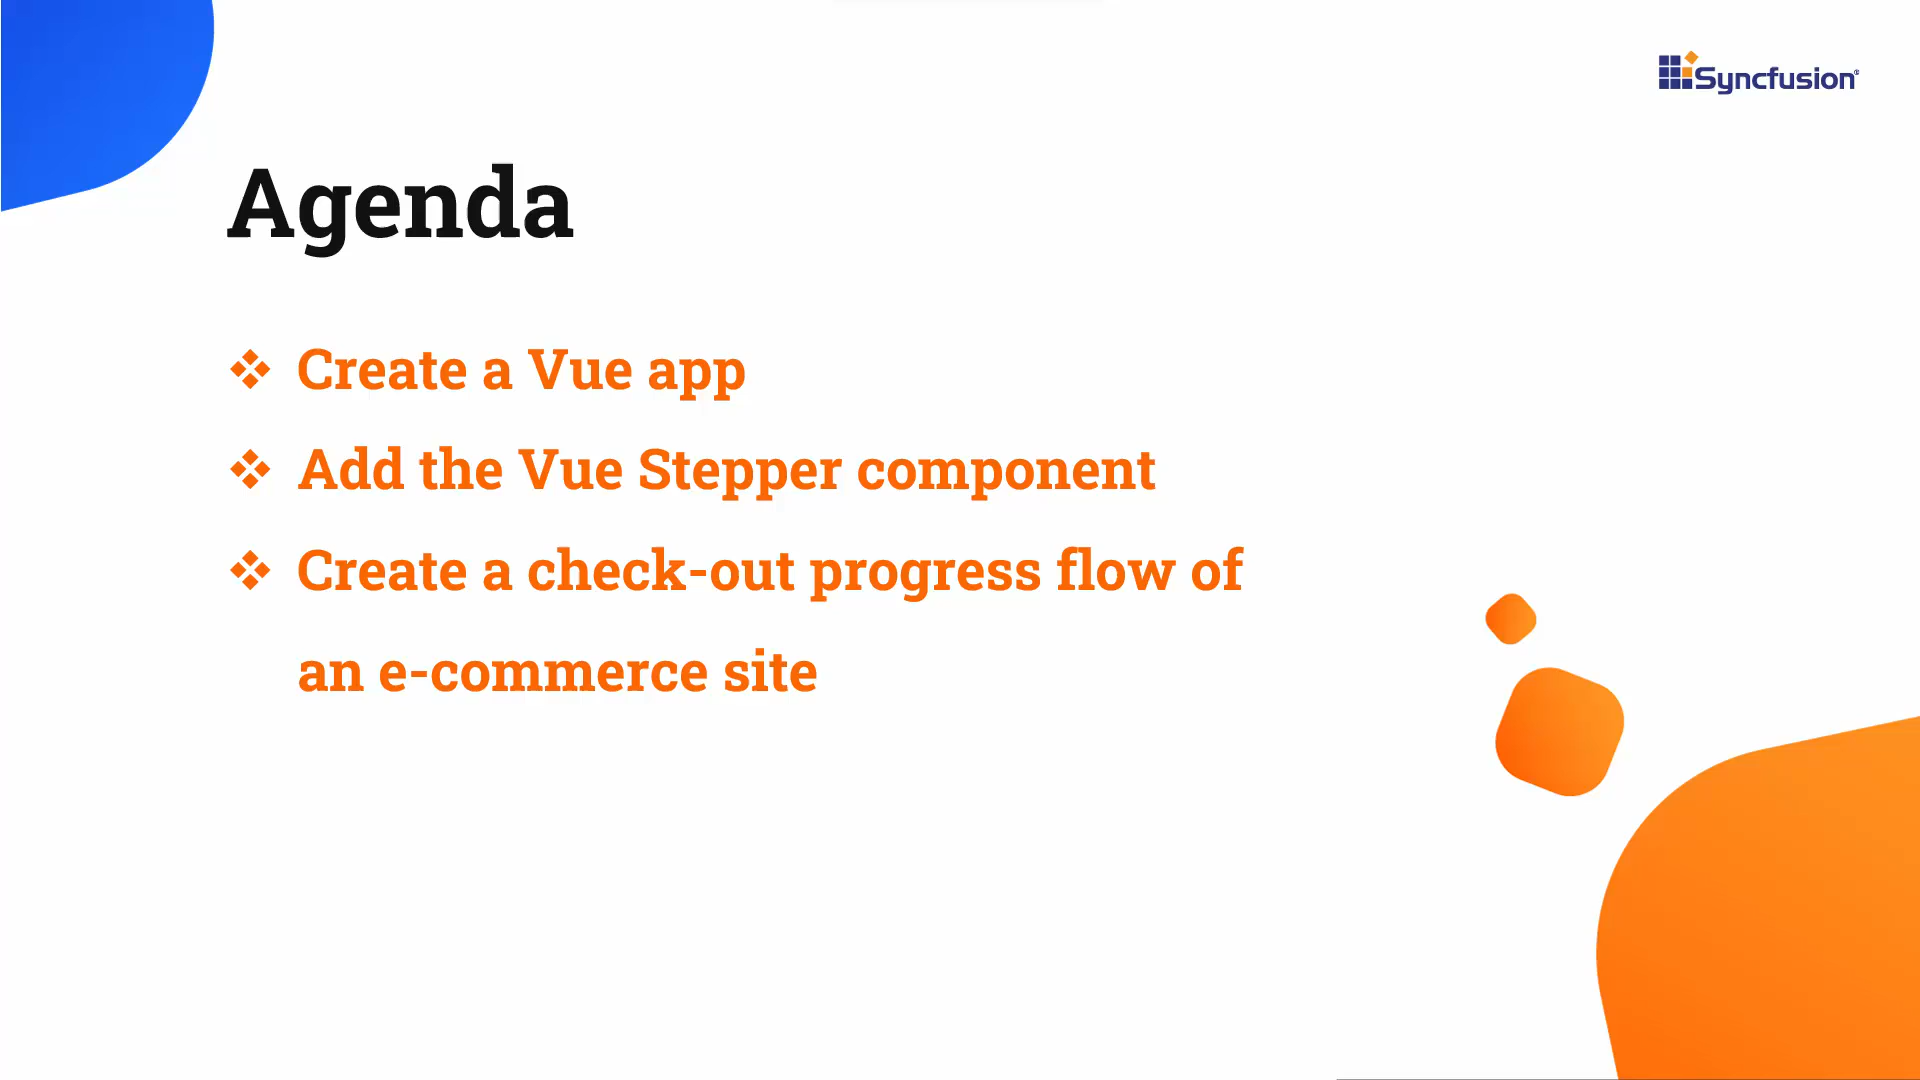 Syncfusion®
Agenda
❖ Create a Vue app
❖ Add the Vue Stepper component
❖ Create a check-out progress flow of
an e-commerce site